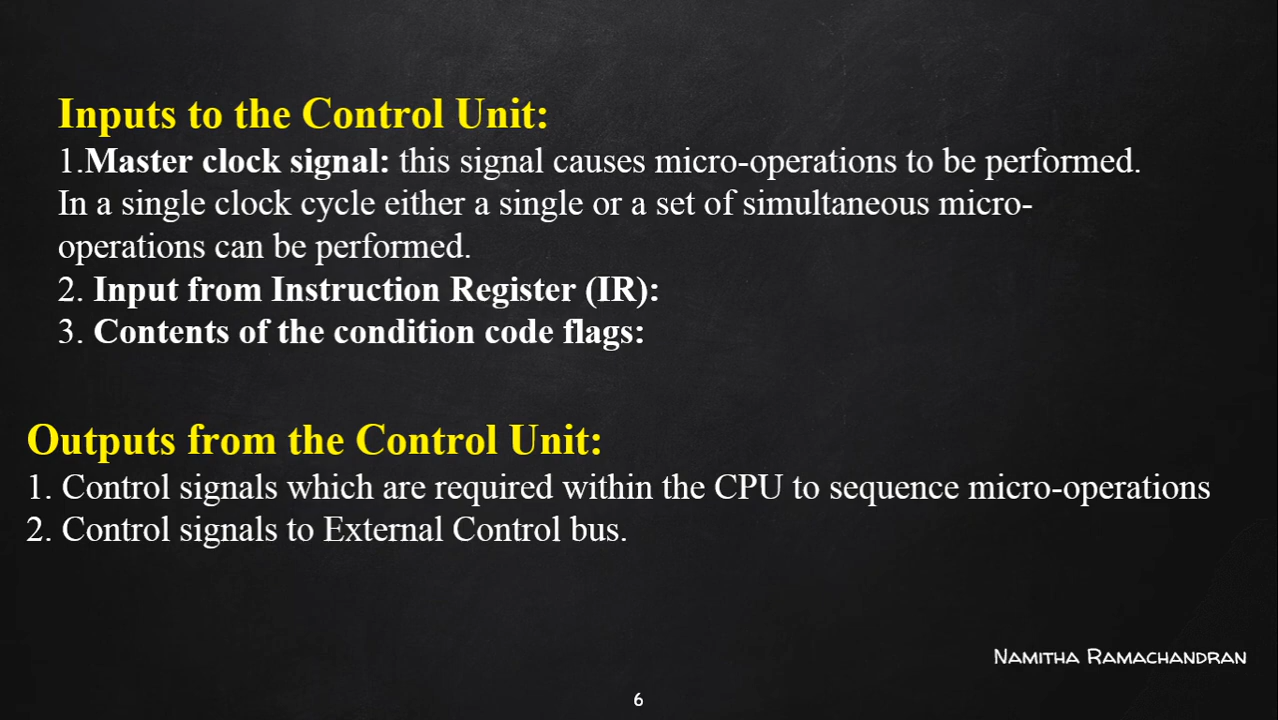 Inputs to the Control Unit:
1.Master clock signal: this signal causes micro-operations to be performed.
In a single clock cycle either a single or a set of simultaneous micro-
operations can be performed.
2. Input from Instruction Register (IR):
3. Contents of the condition code flags:
Outputs from the Control Unit:
1. Control signals which are required within the CPU to sequence micro-operations
2. Control signals to External Control bus.
Namitha Ramachandran
6